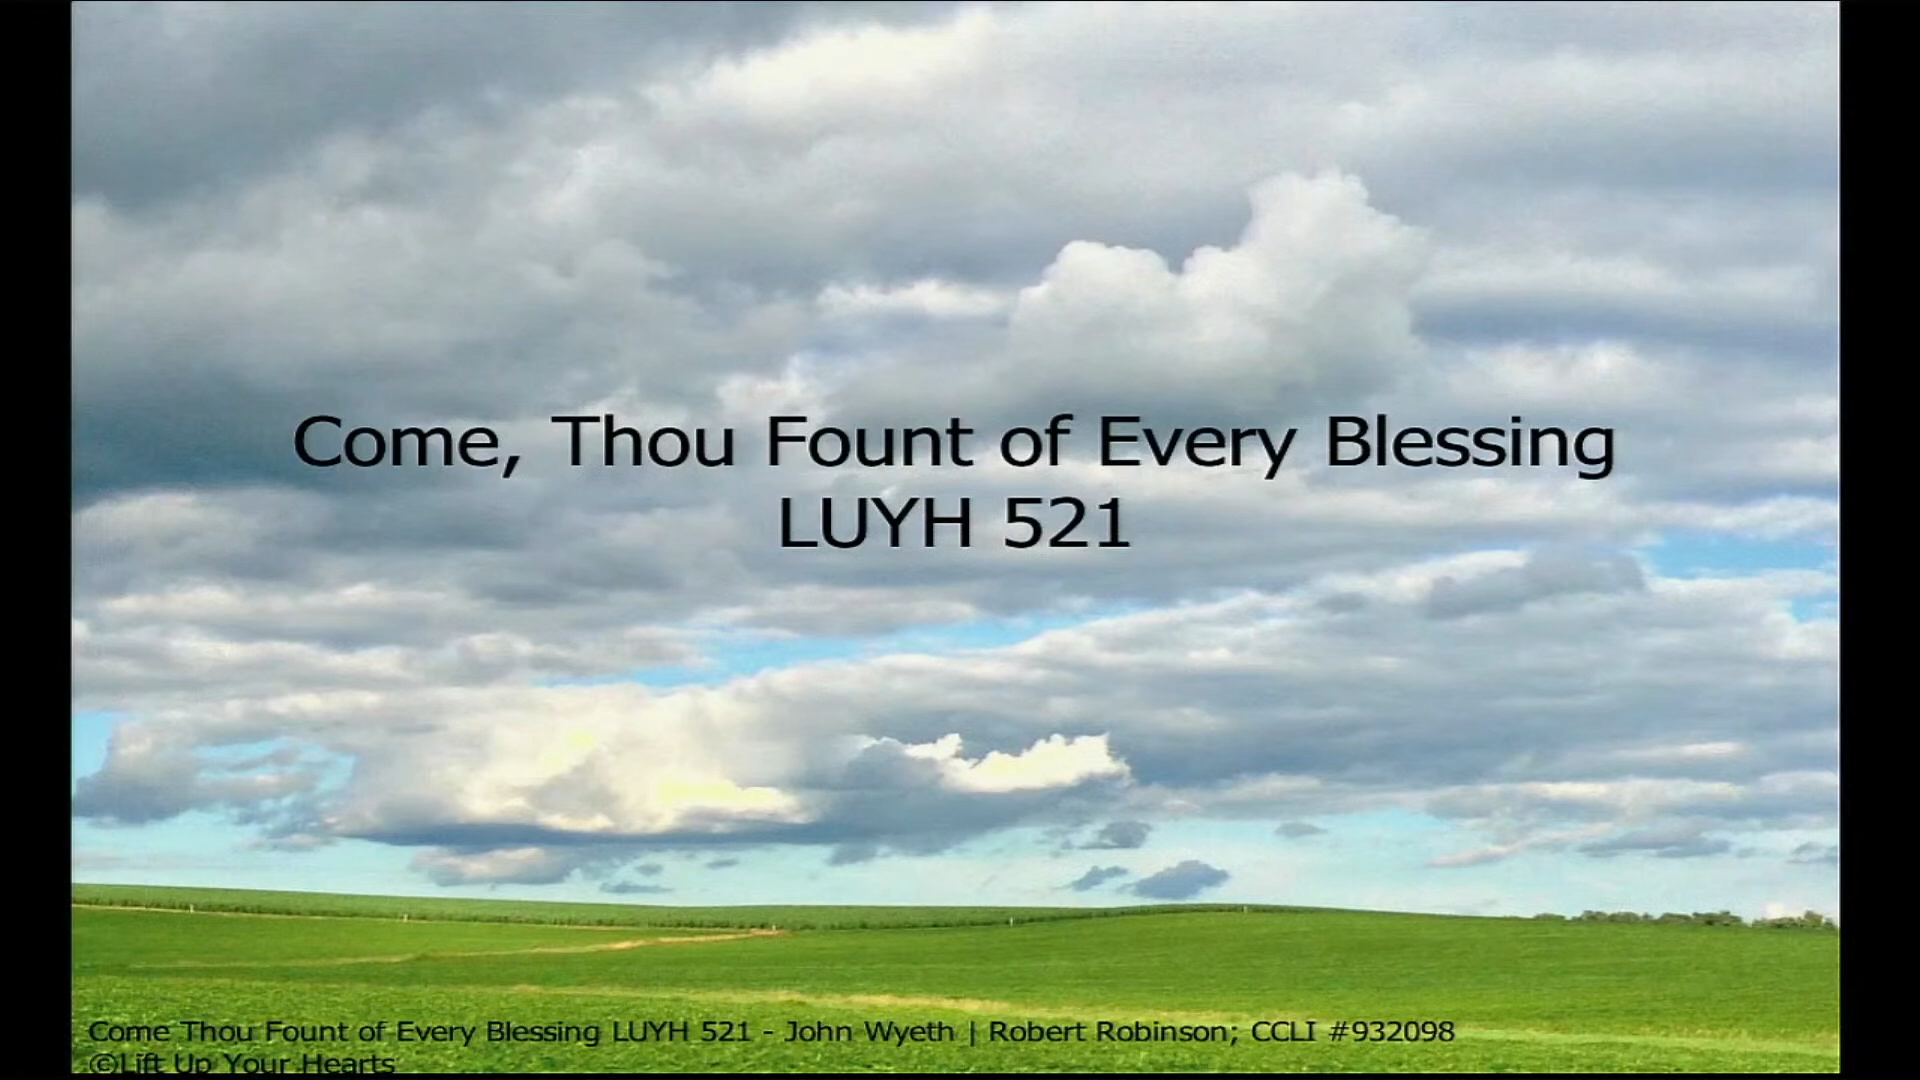 Come, Thou Fount of Every Blessing
LUYH 521
Come Thou Fount of Every Blessing LUYH 521 - John Wyeth | Robert Robinson; CCLI #932098
©Lift Up Your Hearts